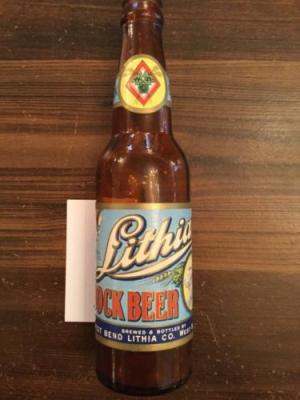 Lithia
OCK BEER
BREWED & BOTTLED BY
T BEND LITHIA CO. WES